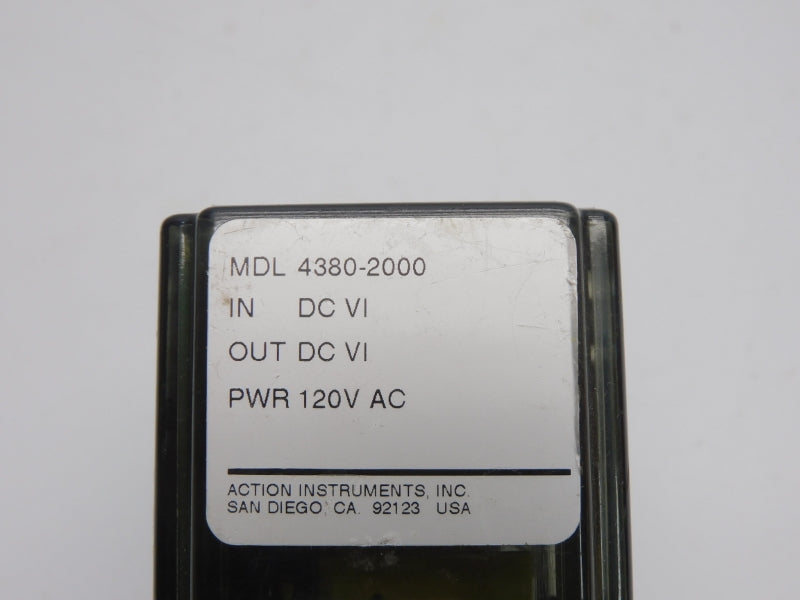 MDL 4380-2000
IN DC VI
OUT DC VI
PWR 120V AC
ACTION INSTRUMENTS, INC.
SAN DIEGO, CA. 92123 USA